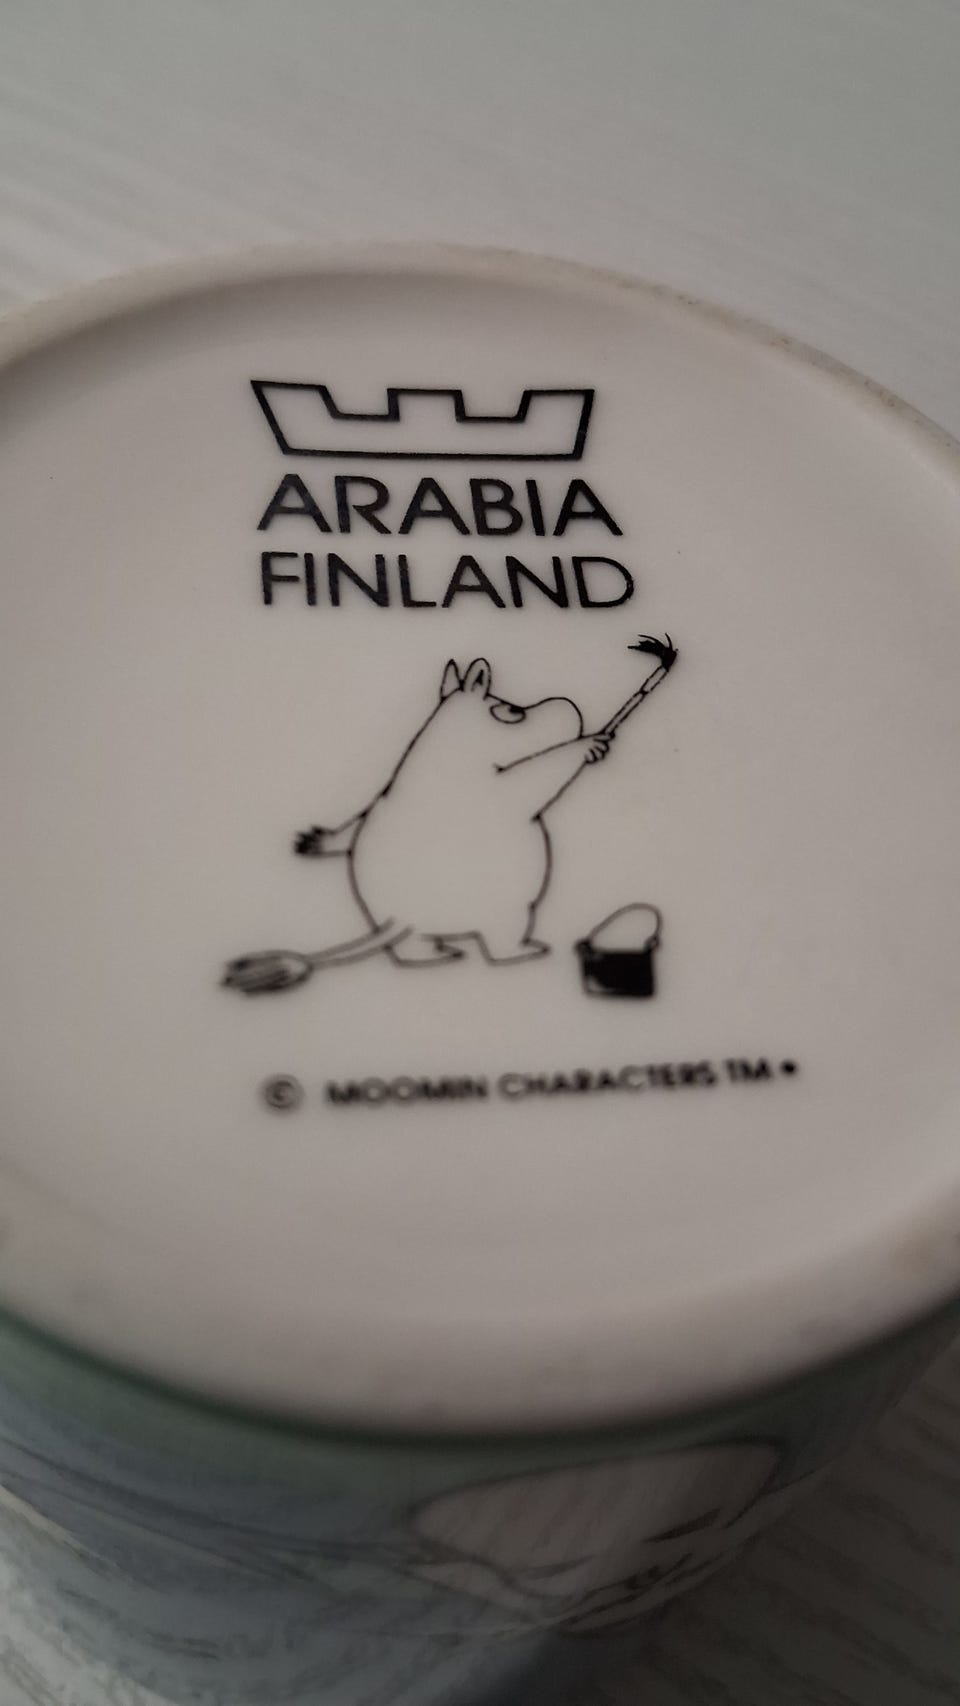 ARABIA
FINLAND
© MOOMIN CHARACTERS TM •